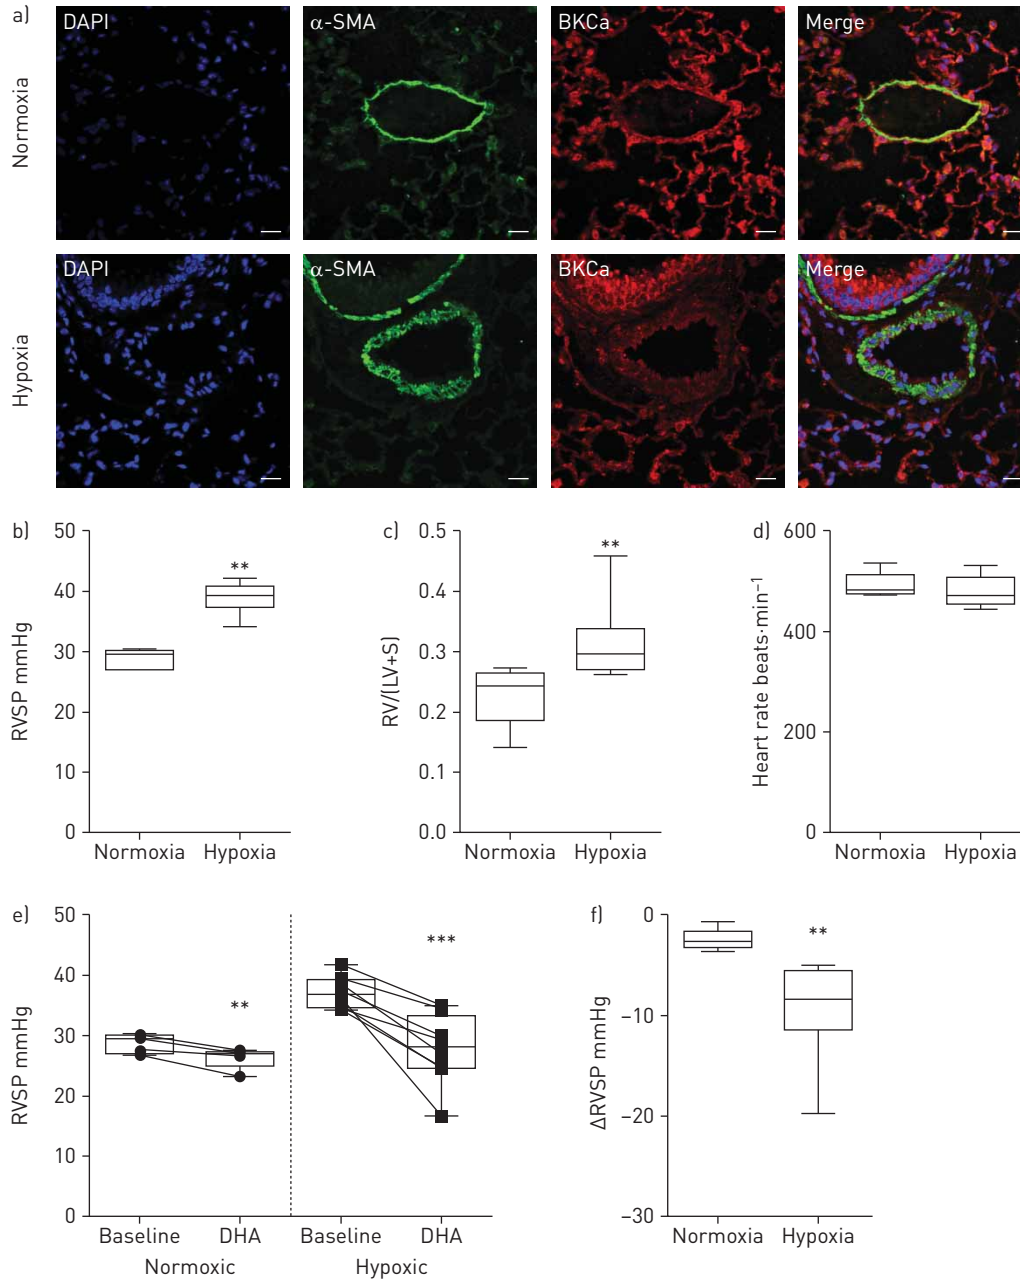 a)
DAPI
α-SMA
BKCa
Merge
Normoxia
DAPI
α-SMA
BKCa
Merge
Hypoxia
b)
50
40
30
20
10
0
RVSP mmHg
**
Normoxia
Hypoxia
c)
0.5
0.4
0.3
0.2
0.1
0.0
RV/(LV+S)
**
Normoxia
Hypoxia
d)
600
400
200
0
Heart rate beats·min⁻¹
Normoxia
Hypoxia
e)
50
40
30
20
10
0
RVSP mmHg
**
***
Baseline
DHA
Baseline
DHA
Normoxic
Hypoxic
f)
0
−10
−20
−30
ΔRVSP mmHg
**
Normoxia
Hypoxia